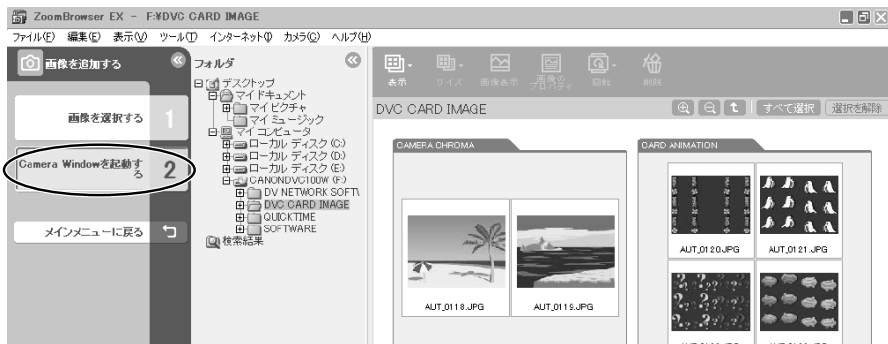 ZoomBrowser EX - F:¥DVC CARD IMAGE
ファイル(F) 編集(E) 表示(V) ツール(T) インターネット(I) カメラ(C) ヘルプ(H)
画像を追加する
画像を選択する 1
Camera Windowを起動す
る 2
メインメニューに戻る
フォルダ
デスクトップ
マイ ドキュメント
マイ ピクチャ
マイ ミュージック
マイ コンピュータ
ローカル ディスク (C:)
ローカル ディスク (D:)
ローカル ディスク (E:)
CANONDVC100W (F:)
DV NETWORK SOFT
DVC CARD IMAGE
QUICKTIME
SOFTWARE
検索結果
表示 サイズ 画像表示 画像の
プロパティ 回転 削除
DVC CARD IMAGE
すべて選択 選択を解除
CAMERA CHROMA
AUT_0118.JPG AUT_0119.JPG
CARD ANIMATION
AUT_0120.JPG AUT_0121.JPG